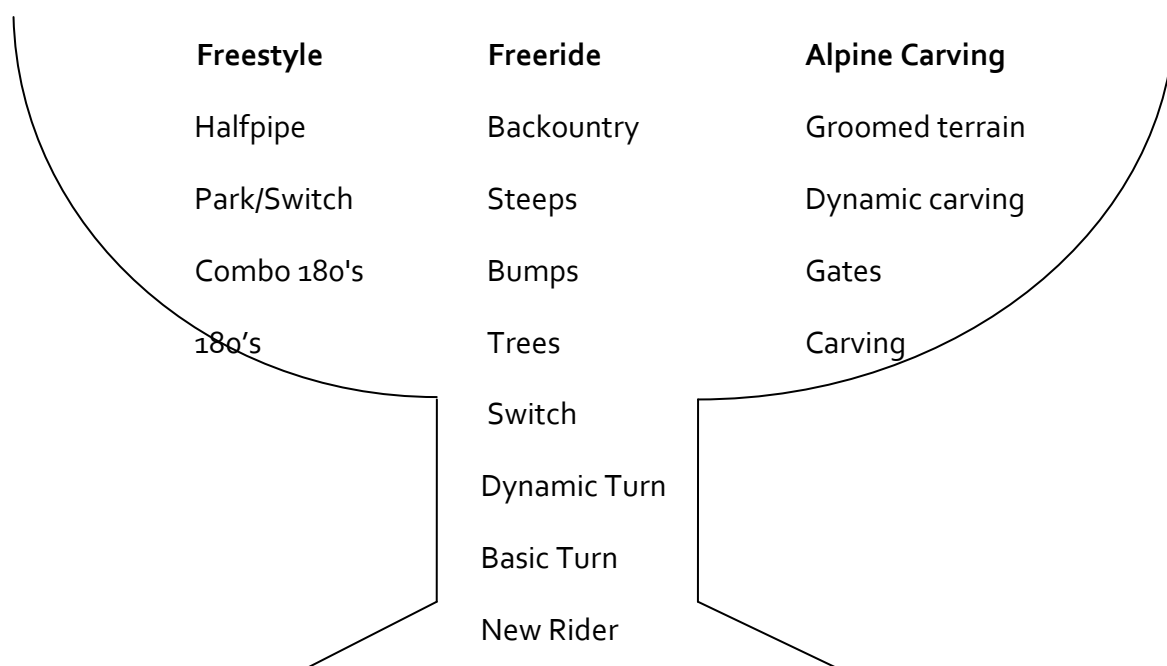 Freestyle Freeride Alpine Carving
Halfpipe Backountry Groomed terrain
Park/Switch Steeps Dynamic carving
Combo 180's Bumps Gates
180’s Trees Carving
Switch
Dynamic Turn
Basic Turn
New Rider